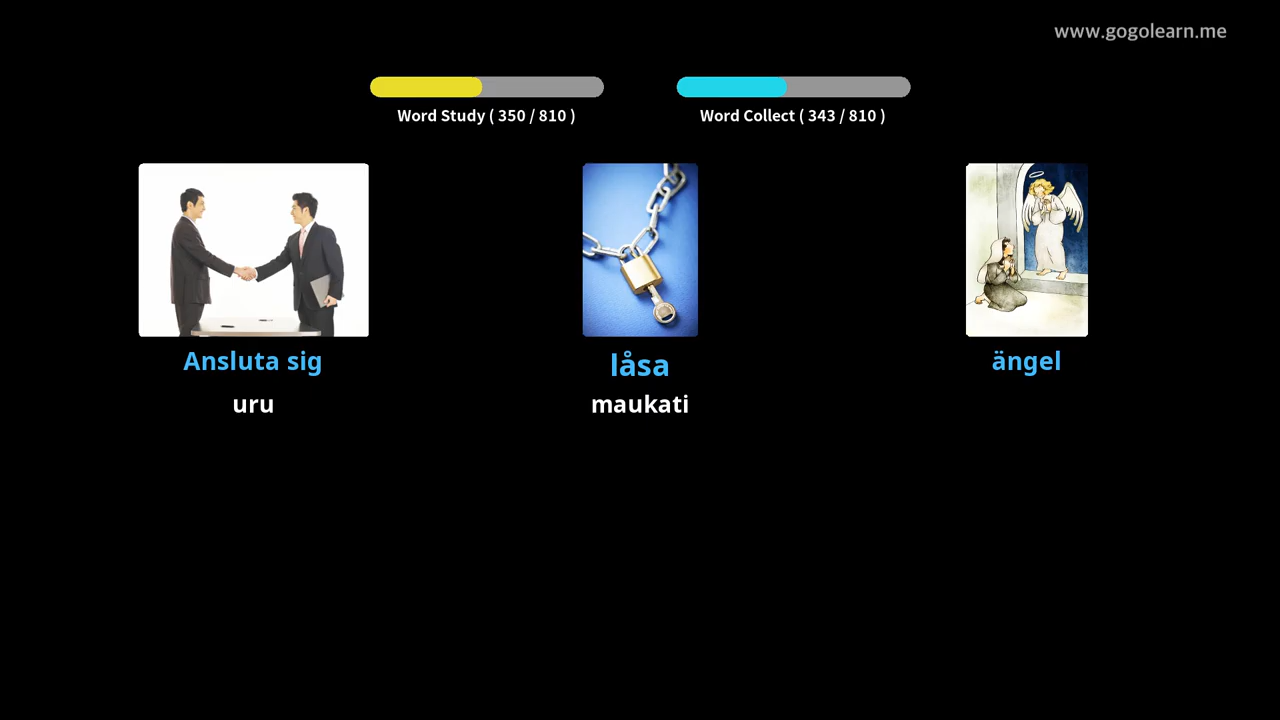 www.gogolearn.me
Word Study ( 350 / 810 )
Word Collect ( 343 / 810 )
Ansluta sig
låsa
ängel
uru
maukati